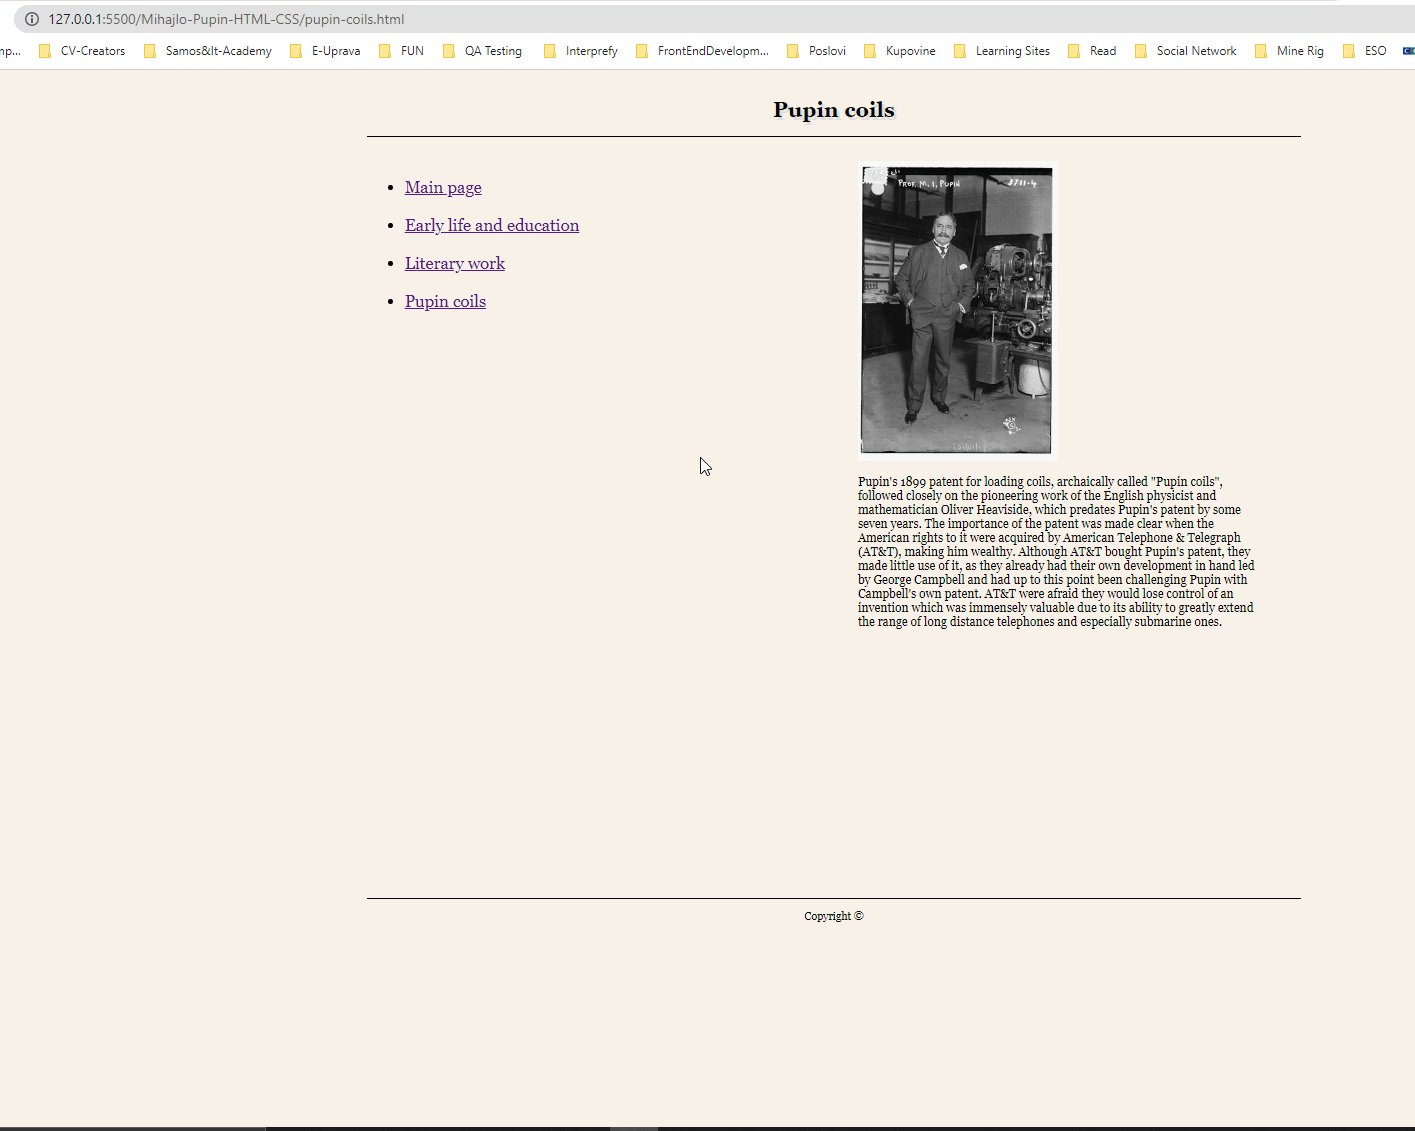 127.0.0.1:5500/Mihajlo-Pupin-HTML-CSS/pupin-coils.html
mp... CV-Creators Samos&It-Academy E-Uprava FUN QA Testing Interprefy FrontEndDevelopm... Poslovi Kupovine Learning Sites Read Social Network Mine Rig ESO
Pupin coils
Main page
Early life and education
Literary work
Pupin coils
PROF. M. I. PUPIN 3711-4
Pupin's 1899 patent for loading coils, archaically called "Pupin coils",
followed closely on the pioneering work of the English physicist and
mathematician Oliver Heaviside, which predates Pupin's patent by some
seven years. The importance of the patent was made clear when the
American rights to it were acquired by American Telephone & Telegraph
(AT&T), making him wealthy. Although AT&T bought Pupin's patent, they
made little use of it, as they already had their own development in hand led
by George Campbell and had up to this point been challenging Pupin with
Campbell's own patent. AT&T were afraid they would lose control of an
invention which was immensely valuable due to its ability to greatly extend
the range of long distance telephones and especially submarine ones.
Copyright ©